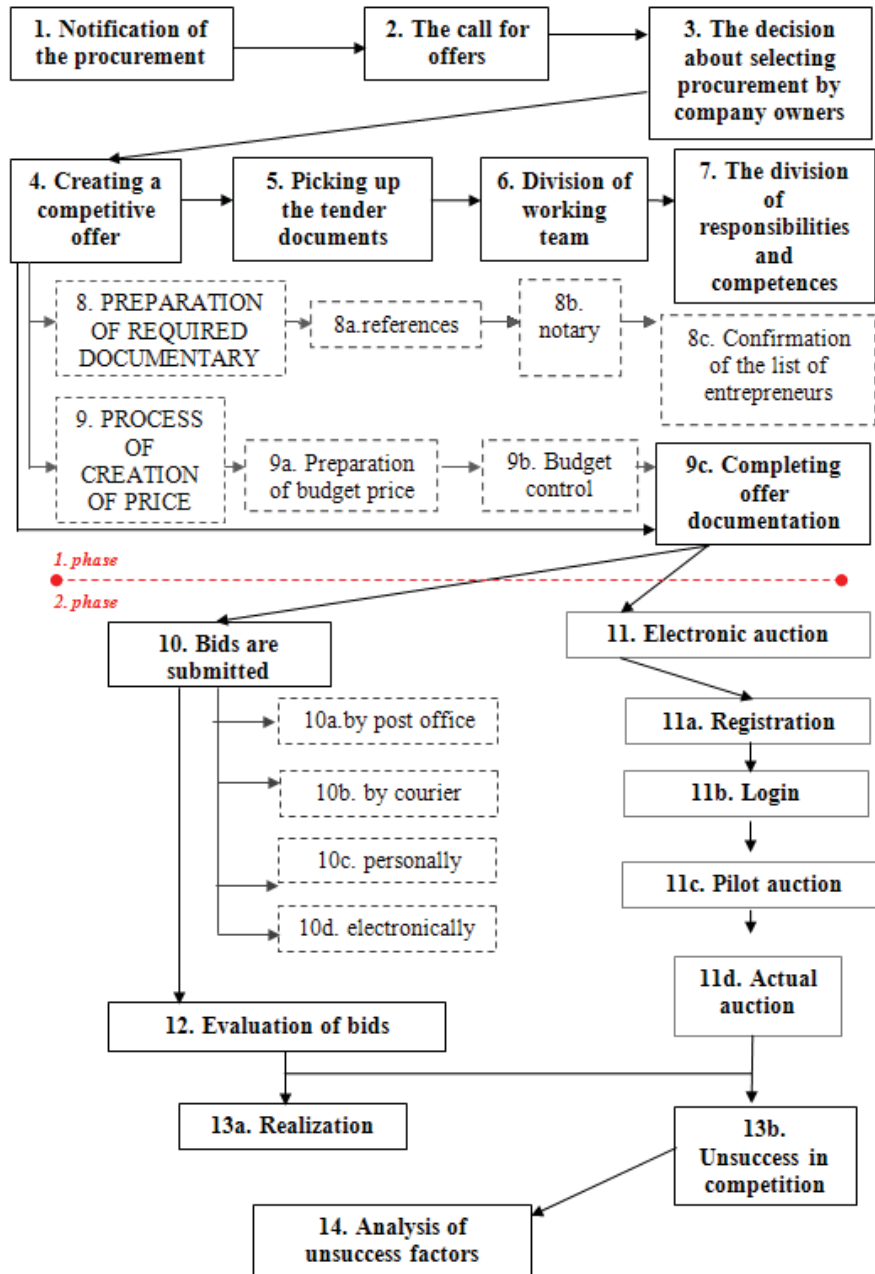 1. Notification of
the procurement
2. The call for
offers
3. The decision
about selecting
procurement by
company owners
4. Creating a
competitive
offer
5. Picking up
the tender
documents
6. Division of
working
team
7. The division
of
responsibilities
and
competences
8. PREPARATION
OF REQUIRED
DOCUMENTARY
8a.references
8b.
notary
8c. Confirmation
of the list of
entrepreneurs
9. PROCESS
OF
CREATION
OF PRICE
9a. Preparation
of budget price
9b. Budget
control
9c. Completing
offer
documentation
1. phase
2. phase
10. Bids are
submitted
11. Electronic auction
10a.by post office
11a. Registration
10b. by courier
11b. Login
10c. personally
11c. Pilot auction
10d. electronically
11d. Actual
auction
12. Evaluation of bids
13a. Realization
13b.
Unsuccess in
competition
14. Analysis of
unsuccess factors